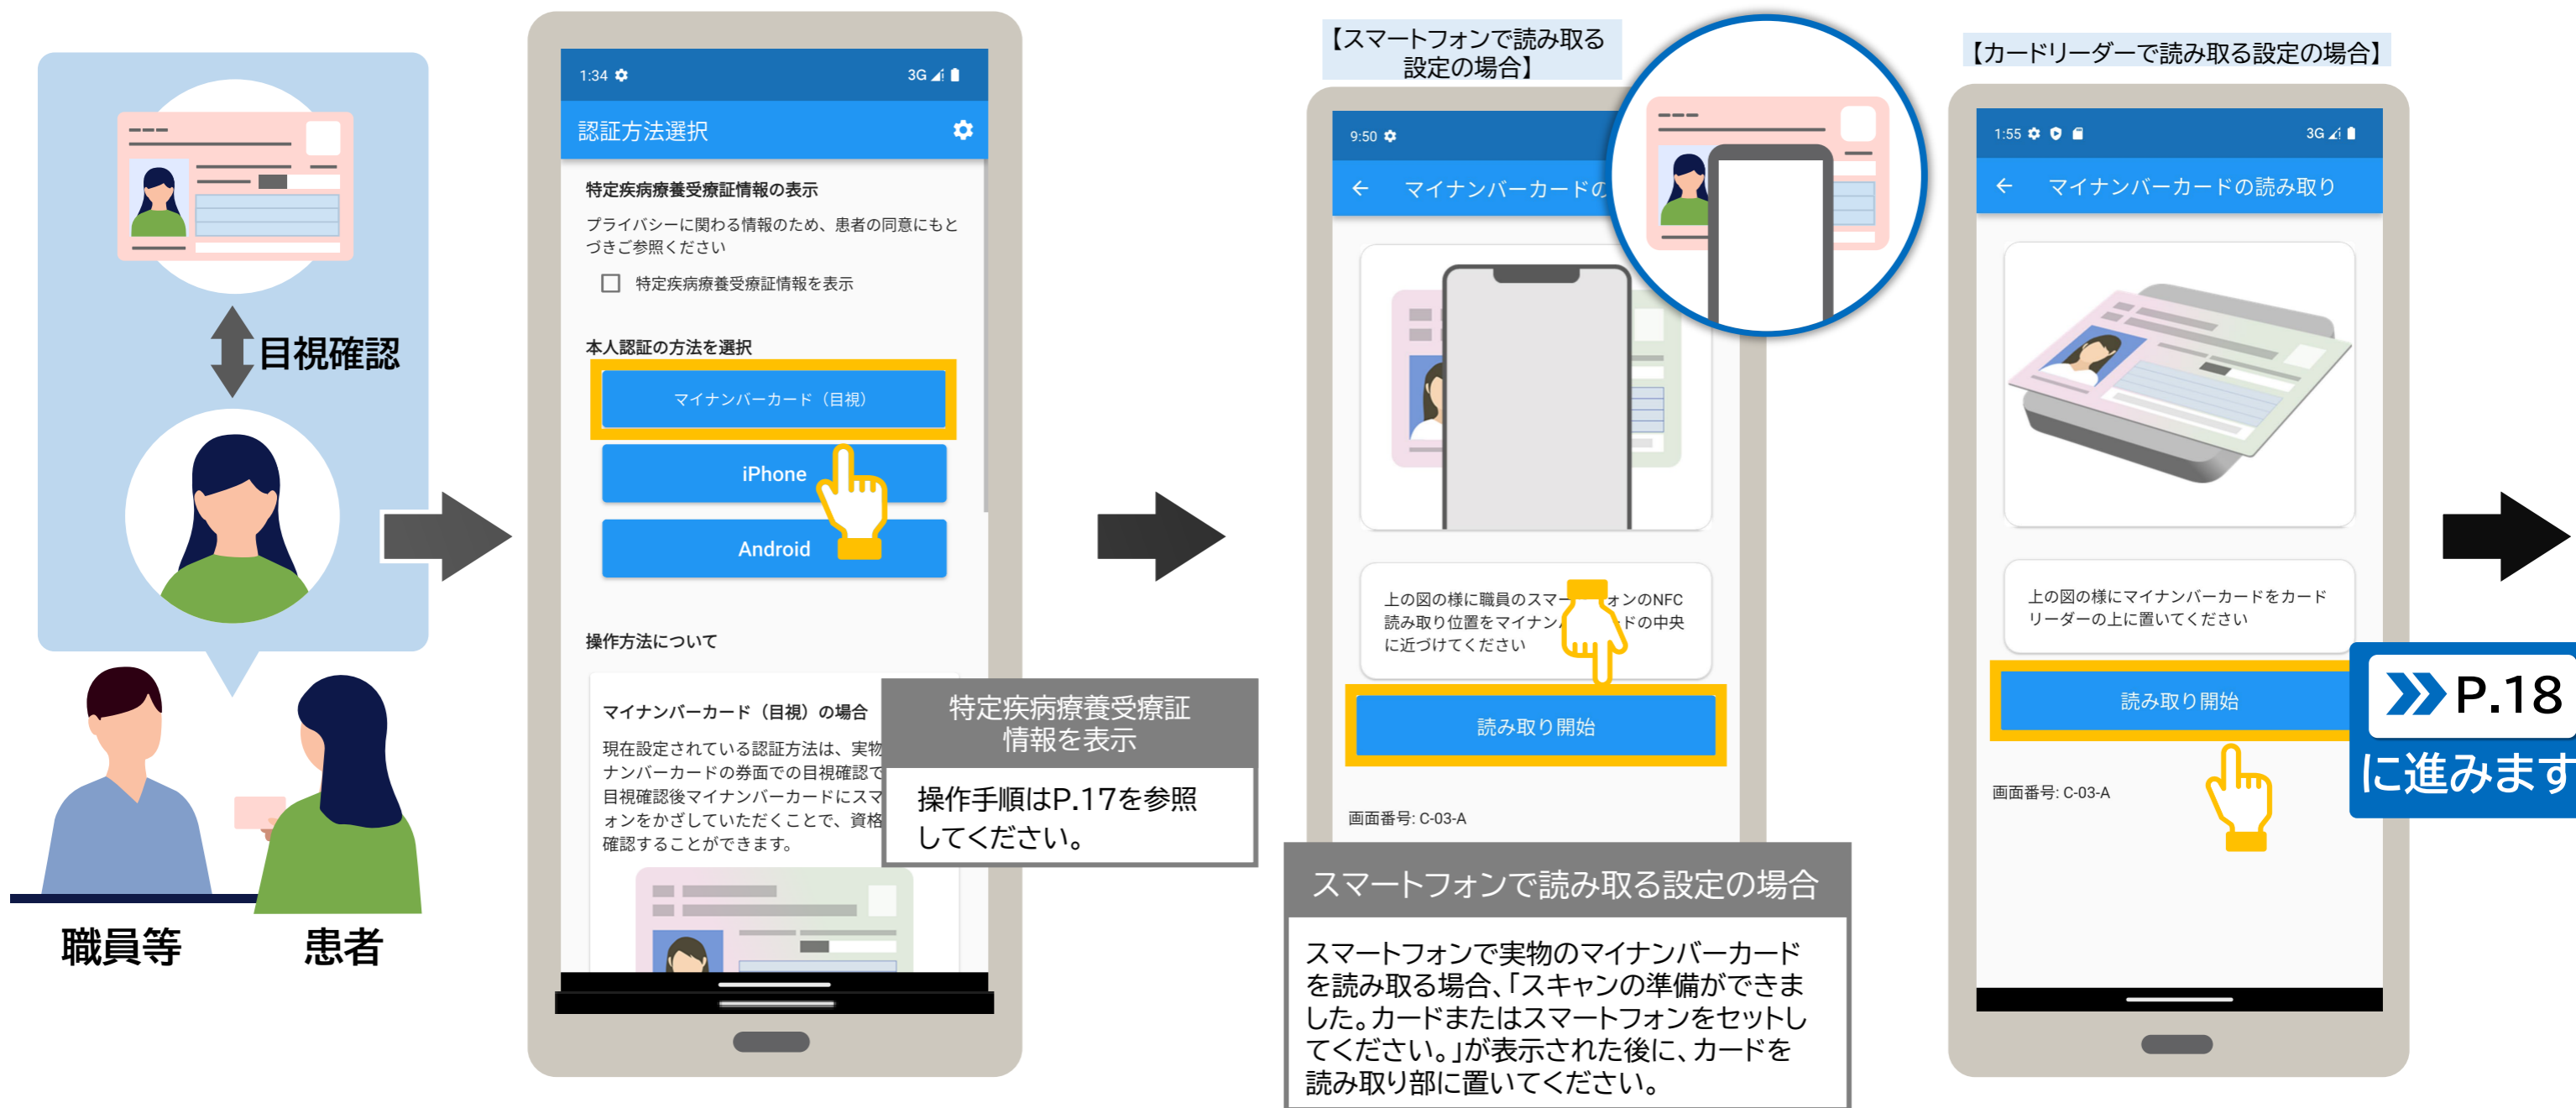 目視確認
職員等
患者
1:34
3G
認証方法選択
特定疾病療養受療証情報の表示
プライバシーに関わる情報のため、患者の同意にもと
づきご参照ください
特定疾病療養受療証情報を表示
本人認証の方法を選択
マイナンバーカード（目視）
iPhone
Android
操作方法について
マイナンバーカード（目視）の場合
現在設定されている認証方法は、実物
ナンバーカードの券面での目視確認で
目視確認後マイナンバーカードにスマ
ォンをかざしていただくことで、資格
確認することができます。
特定疾病療養受療証
情報を表示
操作手順はP.17を参照
してください。
【スマートフォンで読み取る
設定の場合】
9:50
マイナンバーカードの
上の図の様に職員のスマー ォンのNFC
読み取り位置をマイナン ードの中央
に近づけてください
読み取り開始
画面番号: C-03-A
スマートフォンで読み取る設定の場合
スマートフォンで実物のマイナンバーカード
を読み取る場合、「スキャンの準備ができま
した。カードまたはスマートフォンをセットし
てください。」が表示された後に、カードを
読み取り部に置いてください。
【カードリーダーで読み取る設定の場合】
1:55
3G
マイナンバーカードの読み取り
上の図の様にマイナンバーカードをカード
リーダーの上に置いてください
読み取り開始
画面番号: C-03-A
P.18
に進みます